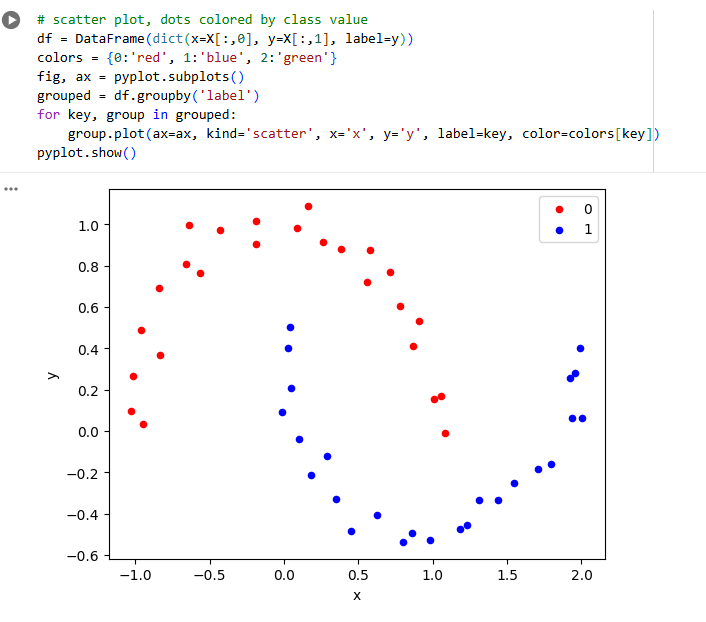 # scatter plot, dots colored by class value
df = DataFrame(dict(x=X[:,0], y=X[:,1], label=y))
colors = {0:'red', 1:'blue', 2:'green'}
fig, ax = pyplot.subplots()
grouped = df.groupby('label')
for key, group in grouped:
    group.plot(ax=ax, kind='scatter', x='x', y='y', label=key, color=colors[key])
pyplot.show()
0
1
1.0
0.8
0.6
0.4
0.2
0.0
−0.2
−0.4
−0.6
y
−1.0 −0.5 0.0 0.5 1.0 1.5 2.0
x